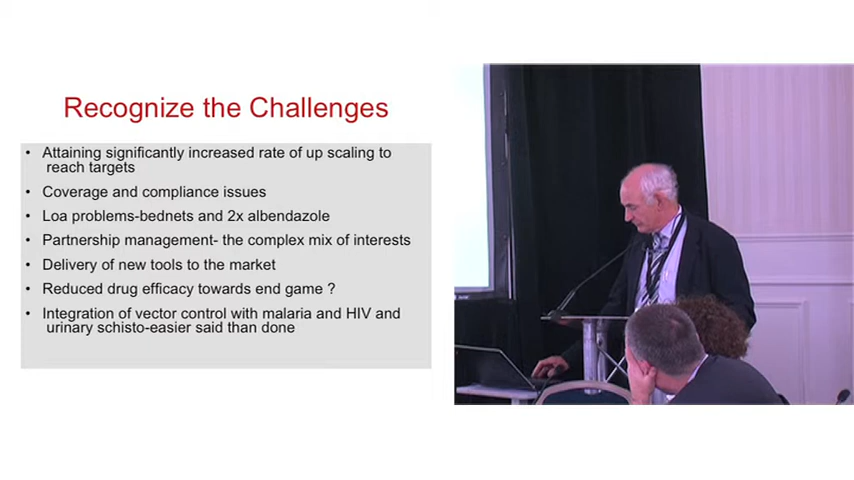 Recognize the Challenges
• Attaining significantly increased rate of up scaling to
reach targets
• Coverage and compliance issues
• Loa problems-bednets and 2x albendazole
• Partnership management- the complex mix of interests
• Delivery of new tools to the market
• Reduced drug efficacy towards end game ?
• Integration of vector control with malaria and HIV and
urinary schisto-easier said than done